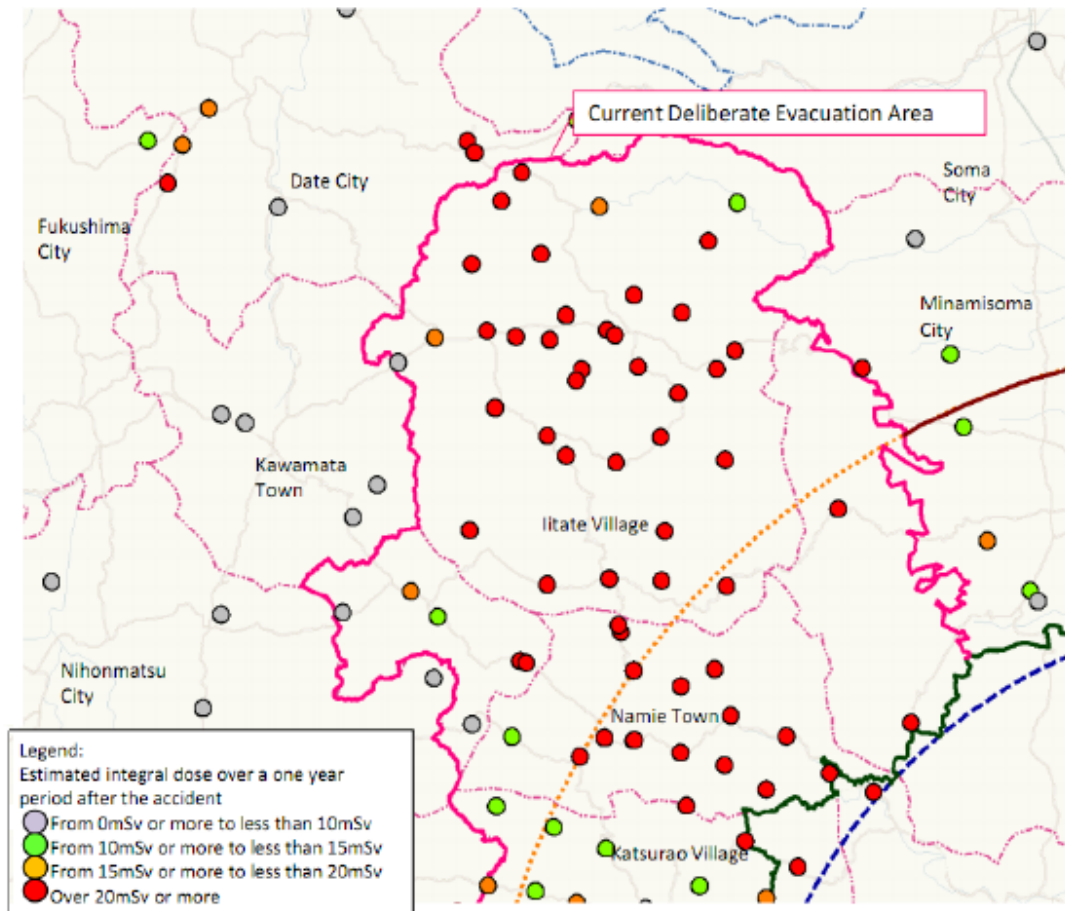 Current Deliberate Evacuation Area
Date City
Soma
City
Fukushima
City
Minamisoma
City
Kawamata
Town
Iitate Village
Nihonmatsu
City
Namie Town
Katsurao Village
Legend:
Estimated integral dose over a one year
period after the accident
From 0mSv or more to less than 10mSv
From 10mSv or more to less than 15mSv
From 15mSv or more to less than 20mSv
Over 20mSv or more